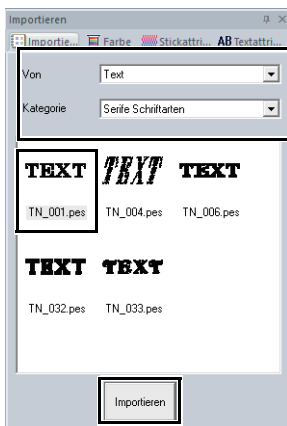 Importieren
Importie... Farbe Stickattri... AB Textattri...
Von Text
Kategorie Serife Schriftarten
TEXT TEXT TEXT
TN_001.pes TN_004.pes TN_006.pes
TEXT TEXT
TN_032.pes TN_033.pes
Importieren